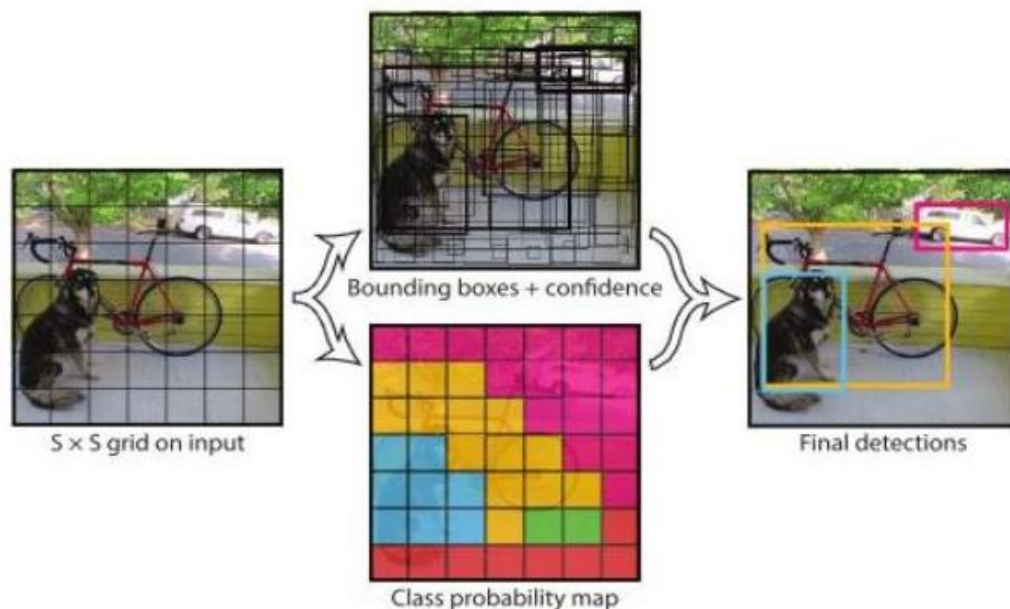 Bounding boxes + confidence
S × S grid on input
Final detections
Class probability map